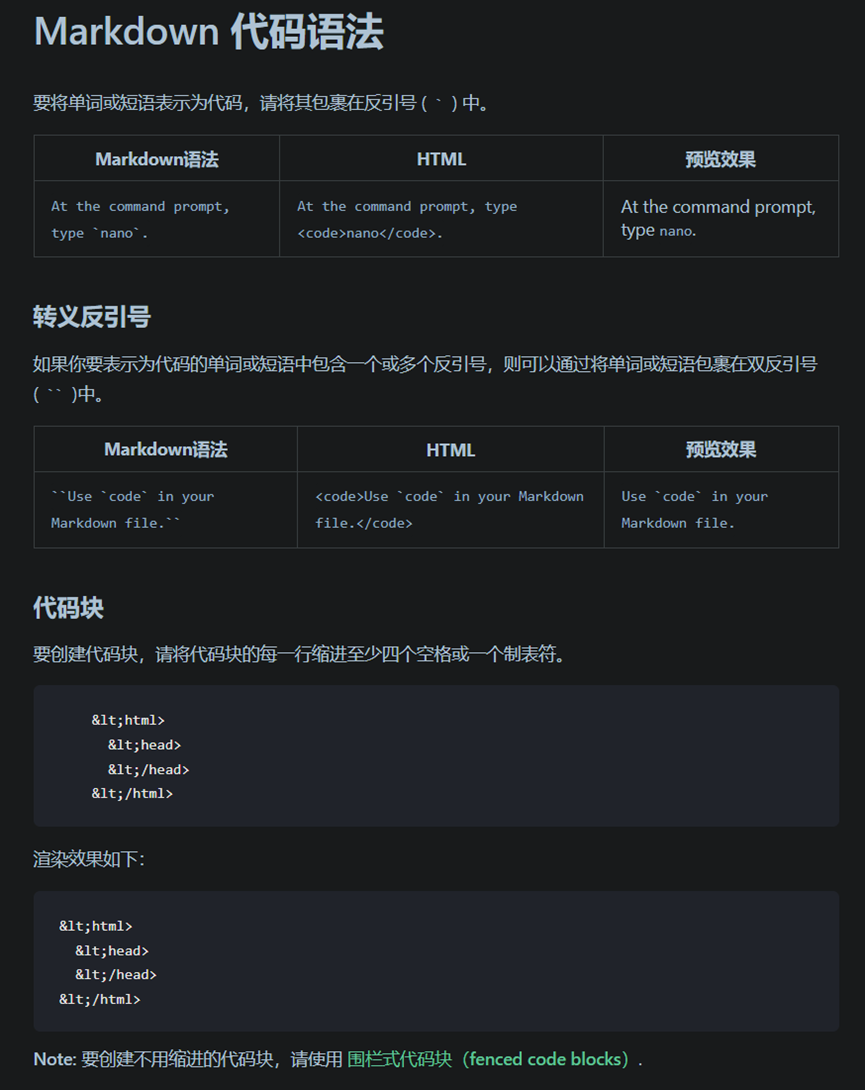 Markdown 代码语法
要将单词或短语表示为代码，请将其包裹在反引号 ( ` ) 中。
Markdown语法 HTML 预览效果
At the command prompt,
type `nano`.
At the command prompt, type
<code>nano</code>.
At the command prompt,
type nano.
转义反引号
如果你要表示为代码的单词或短语中包含一个或多个反引号，则可以通过将单词或短语包裹在双反引号
( `` )中。
Markdown语法 HTML 预览效果
``Use `code` in your
Markdown file.``
<code>Use `code` in your Markdown
file.</code>
Use `code` in your
Markdown file.
代码块
要创建代码块，请将代码块的每一行缩进至少四个空格或一个制表符。
    &lt;html>
      &lt;head>
      &lt;/head>
    &lt;/html>
渲染效果如下：
&lt;html>
  &lt;head>
  &lt;/head>
&lt;/html>
Note: 要创建不用缩进的代码块，请使用 围栏式代码块（fenced code blocks）.